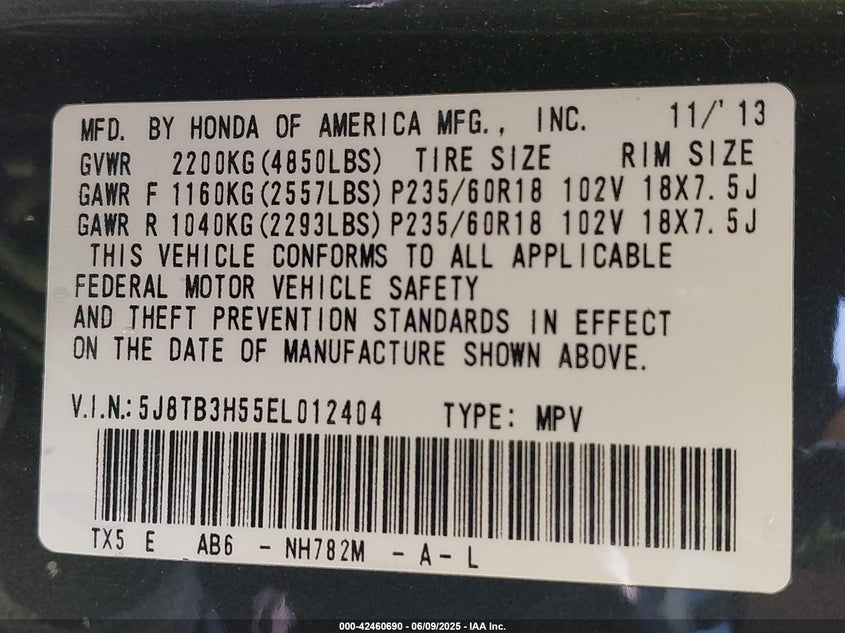 MFD. BY HONDA OF AMERICA MFG., INC. 11/'13
GVWR 2200KG(4850LBS) TIRE SIZE RIM SIZE
GAWR F 1160KG(2557LBS) P235/60R18 102V 18X7.5J
GAWR R 1040KG(2293LBS) P235/60R18 102V 18X7.5J
THIS VEHICLE CONFORMS TO ALL APPLICABLE
FEDERAL MOTOR VEHICLE SAFETY
AND THEFT PREVENTION STANDARDS IN EFFECT
ON THE DATE OF MANUFACTURE SHOWN ABOVE.
V.I.N.: 5J8TB3H55EL012404 TYPE: MPV
TX5 E AB6 - NH782M - A - L
000-42460690 - 06/09/2025 - IAA Inc.